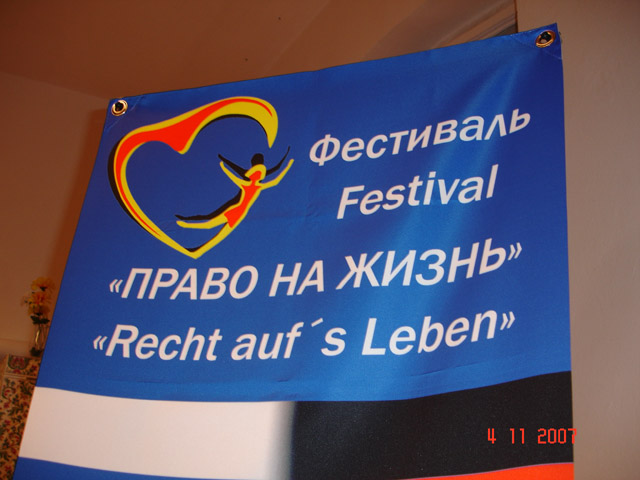 Фестиваль
Festival
«ПРАВО НА ЖИЗНЬ»
«Recht auf´s Leben»
4 11 2007